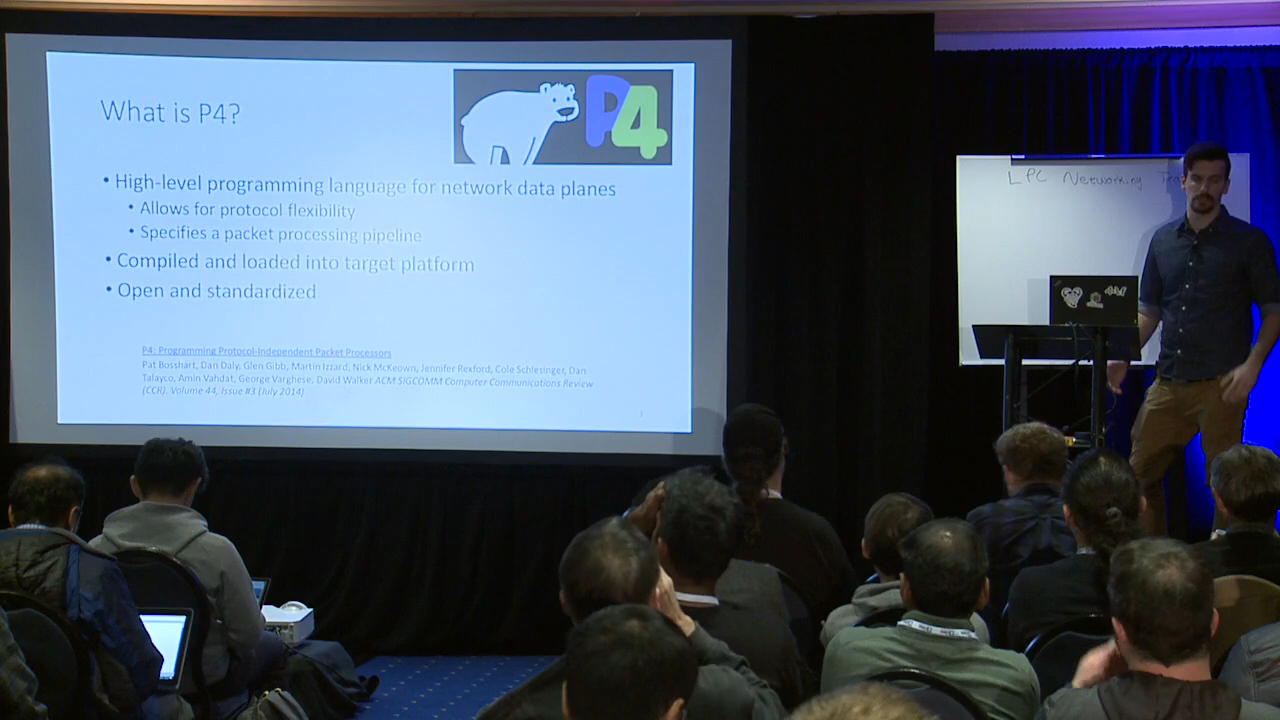 What is P4?
P4
• High-level programming language for network data planes
• Allows for protocol flexibility
• Specifies a packet processing pipeline
• Compiled and loaded into target platform
• Open and standardized
P4: Programming Protocol-Independent Packet Processors
Pat Bosshart, Dan Daly, Glen Gibb, Martin Izzard, Nick McKeown, Jennifer Rexford, Cole Schlesinger, Dan
Talayco, Amin Vahdat, George Varghese, David Walker ACM SIGCOMM Computer Communications Review
(CCR). Volume 44, Issue #3 (July 2014)
LPC Networking